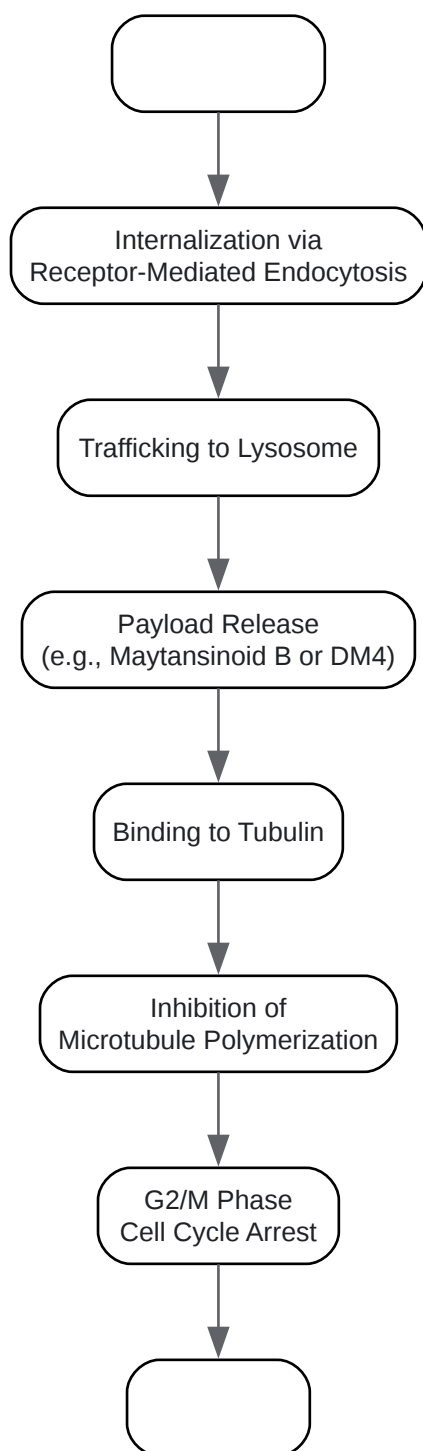 Internalization via
Receptor-Mediated Endocytosis
Trafficking to Lysosome
Payload Release
(e.g., Maytansinoid B or DM4)
Binding to Tubulin
Inhibition of
Microtubule Polymerization
G2/M Phase
Cell Cycle Arrest